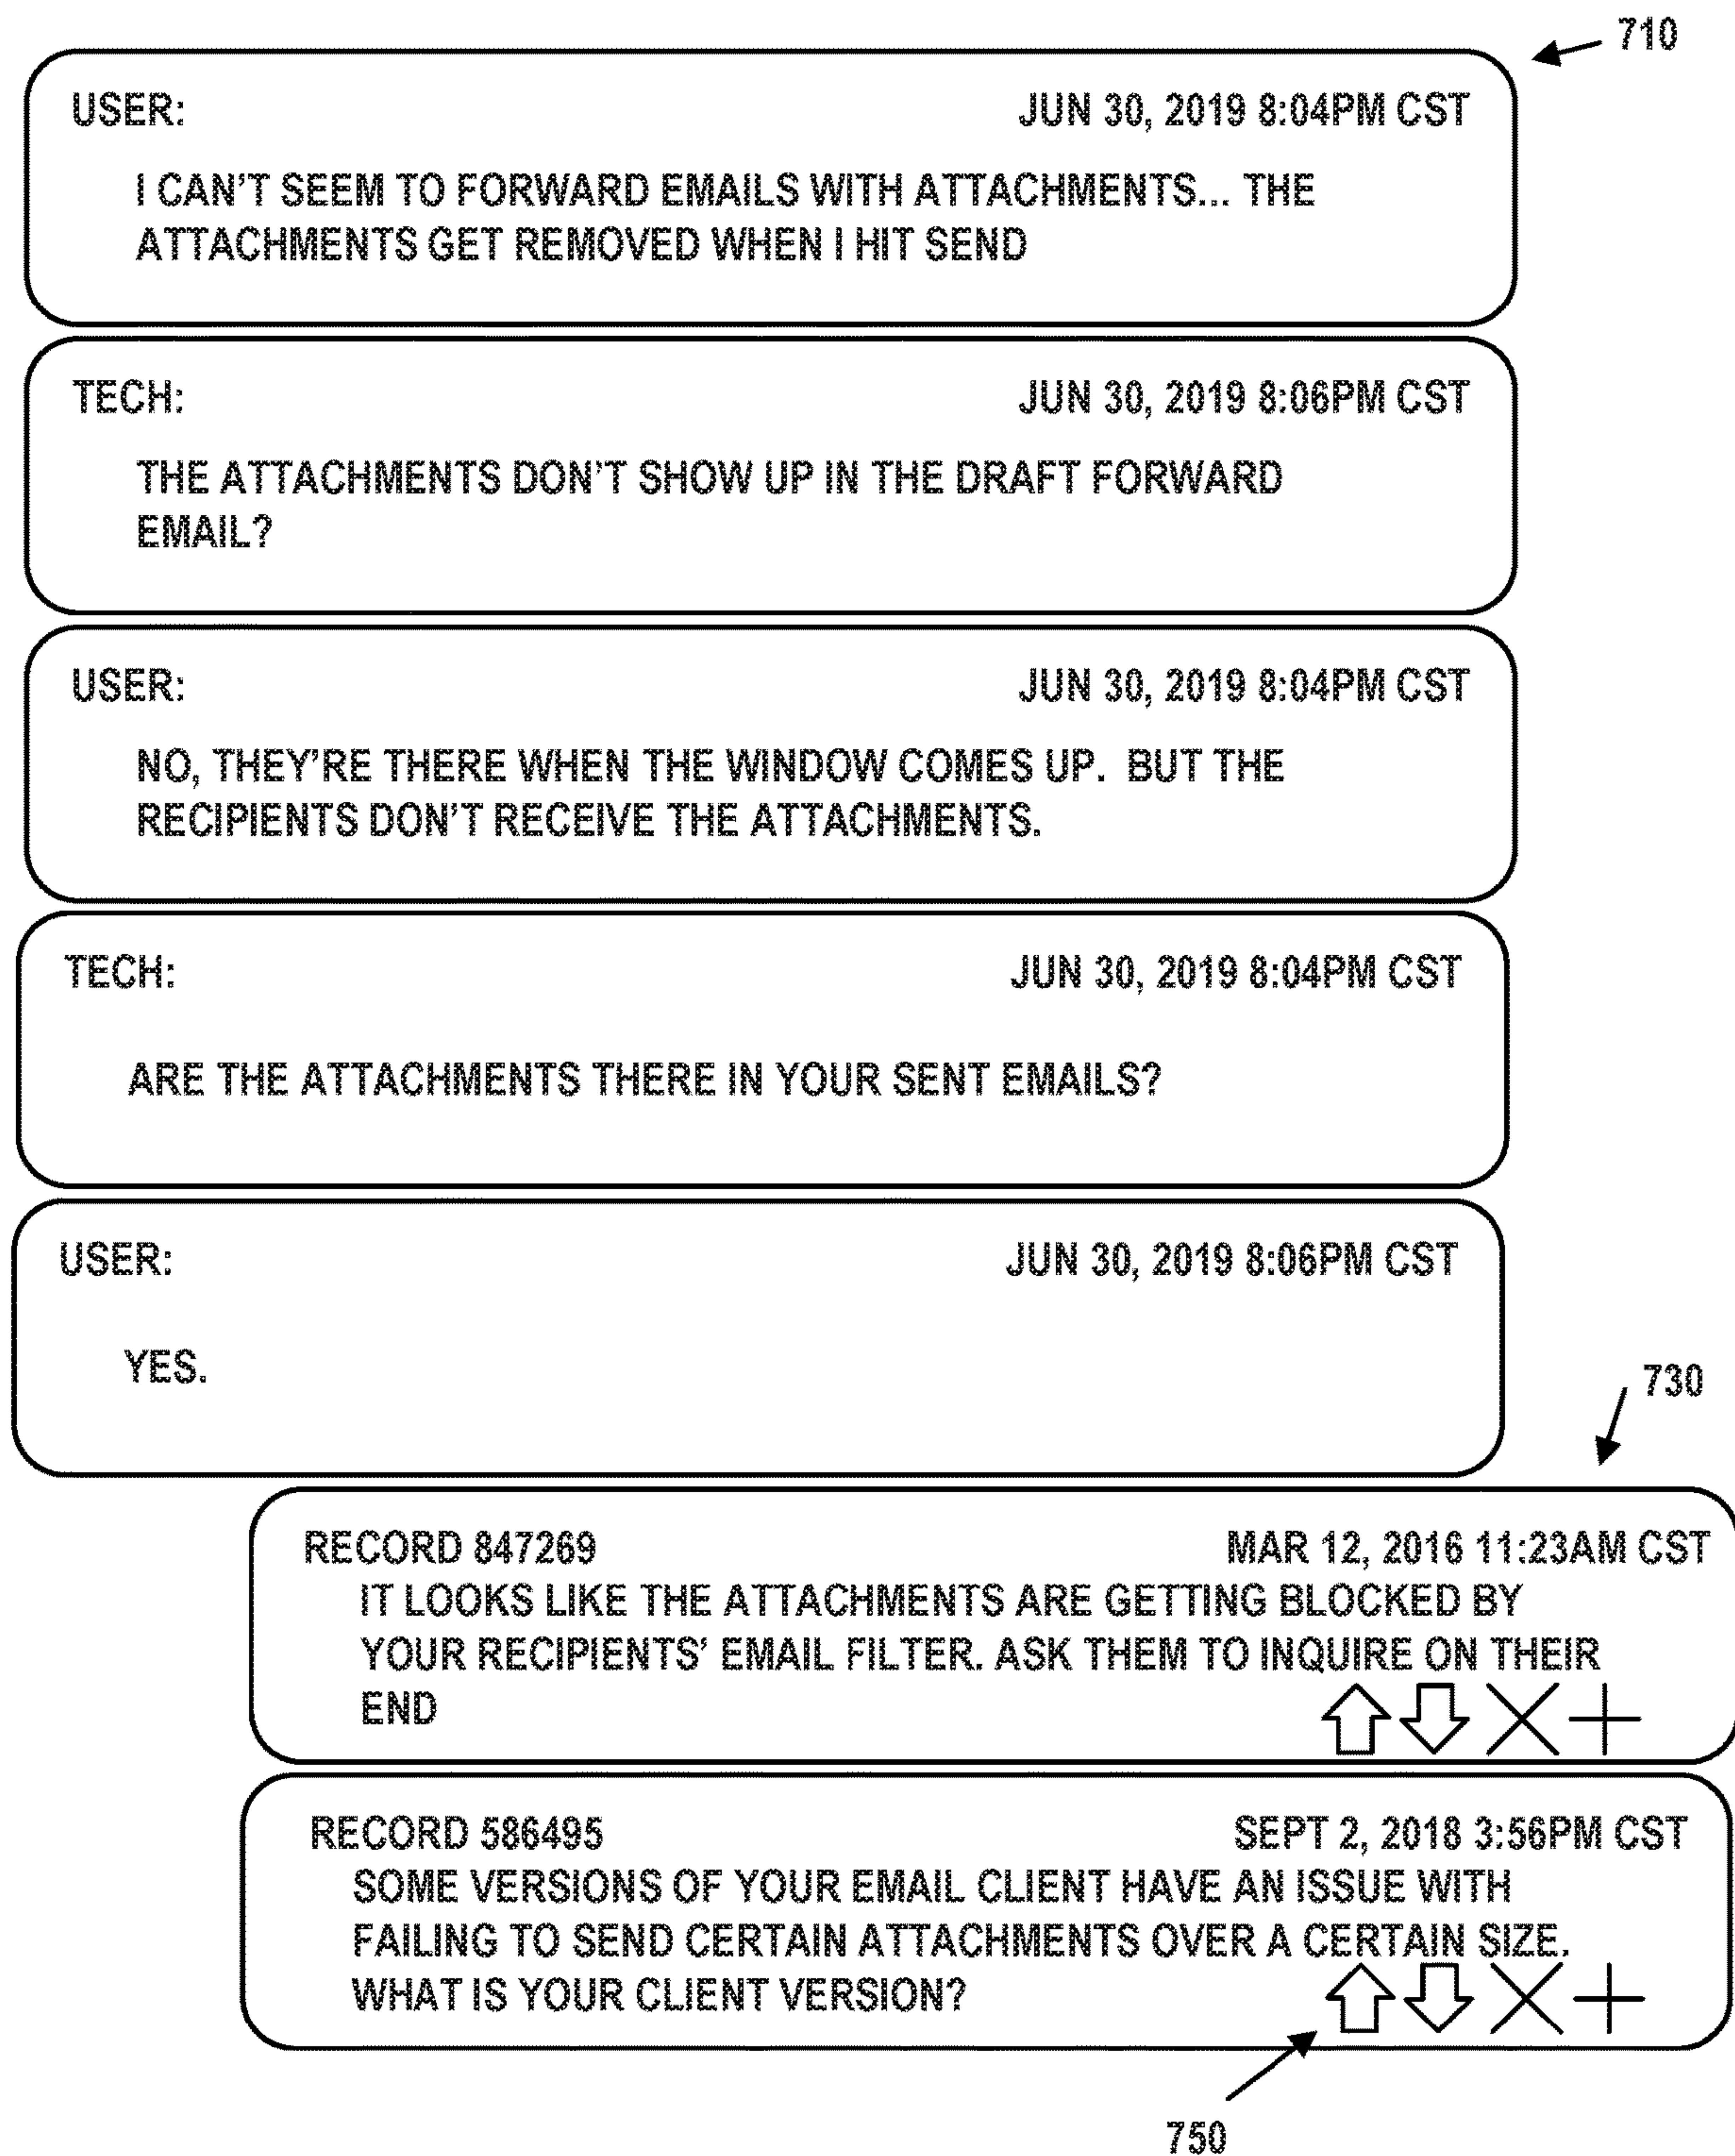 710
USER: JUN 30, 2019 8:04PM CST
I CAN'T SEEM TO FORWARD EMAILS WITH ATTACHMENTS... THE
ATTACHMENTS GET REMOVED WHEN I HIT SEND
TECH: JUN 30, 2019 8:06PM CST
THE ATTACHMENTS DON'T SHOW UP IN THE DRAFT FORWARD
EMAIL?
USER: JUN 30, 2019 8:04PM CST
NO, THEY'RE THERE WHEN THE WINDOW COMES UP. BUT THE
RECIPIENTS DON'T RECEIVE THE ATTACHMENTS.
TECH: JUN 30, 2019 8:04PM CST
ARE THE ATTACHMENTS THERE IN YOUR SENT EMAILS?
USER: JUN 30, 2019 8:06PM CST
YES.
730
RECORD 847269 MAR 12, 2016 11:23AM CST
IT LOOKS LIKE THE ATTACHMENTS ARE GETTING BLOCKED BY
YOUR RECIPIENTS' EMAIL FILTER. ASK THEM TO INQUIRE ON THEIR
END
RECORD 586495 SEPT 2, 2018 3:56PM CST
SOME VERSIONS OF YOUR EMAIL CLIENT HAVE AN ISSUE WITH
FAILING TO SEND CERTAIN ATTACHMENTS OVER A CERTAIN SIZE.
WHAT IS YOUR CLIENT VERSION?
750